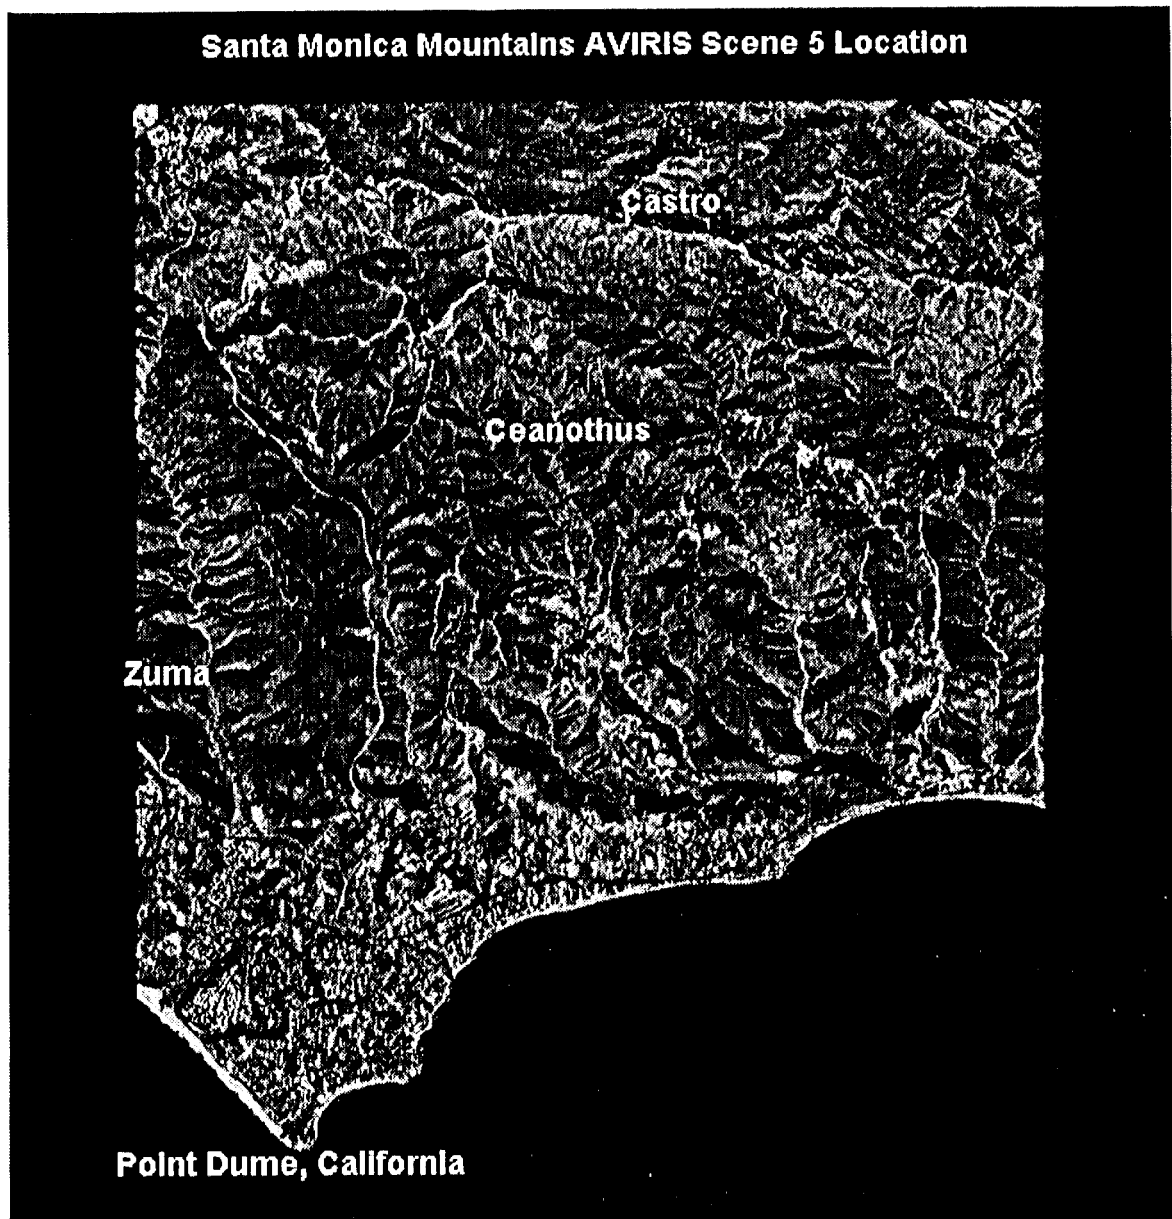 Santa Monica Mountains AVIRIS Scene 5 Location
Castro
Ceanothus
Zuma
Point Dume, California